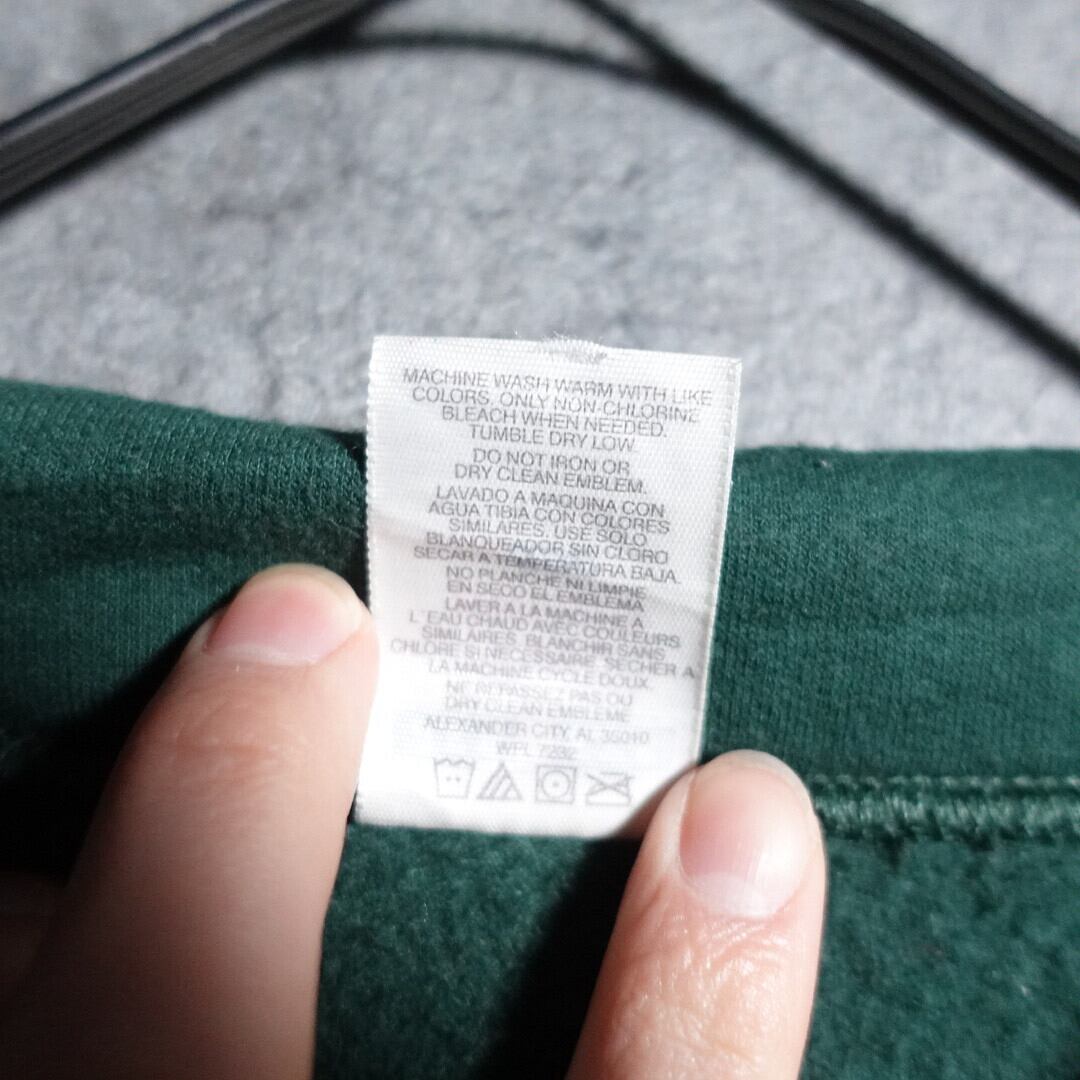 MACHINE WASH WARM WITH LIKE
COLORS. ONLY NON-CHLORINE
BLEACH WHEN NEEDED.
TUMBLE DRY LOW.
DO NOT IRON OR
DRY CLEAN EMBLEM.
LAVADO A MAQUINA CON
AGUA TIBIA CON COLORES
SIMILARES. USE SOLO
BLANQUEADOR SIN CLORO
SECAR A TEMPERATURA BAJA.
NO PLANCHE NI LIMPIE
EN SECO EL EMBLEMA
LAVER A LA MACHINE A
L'EAU CHAUD AVEC COULEURS
SIMILAIRES. BLANCHIR SANS
CHLORE SI NECESSAIRE. SECHER A
LA MACHINE CYCLE DOUX.
NE REPASSEZ PAS OU
DRY CLEAN EMBLEME
ALEXANDER CITY, AL 35010
WPL 7232